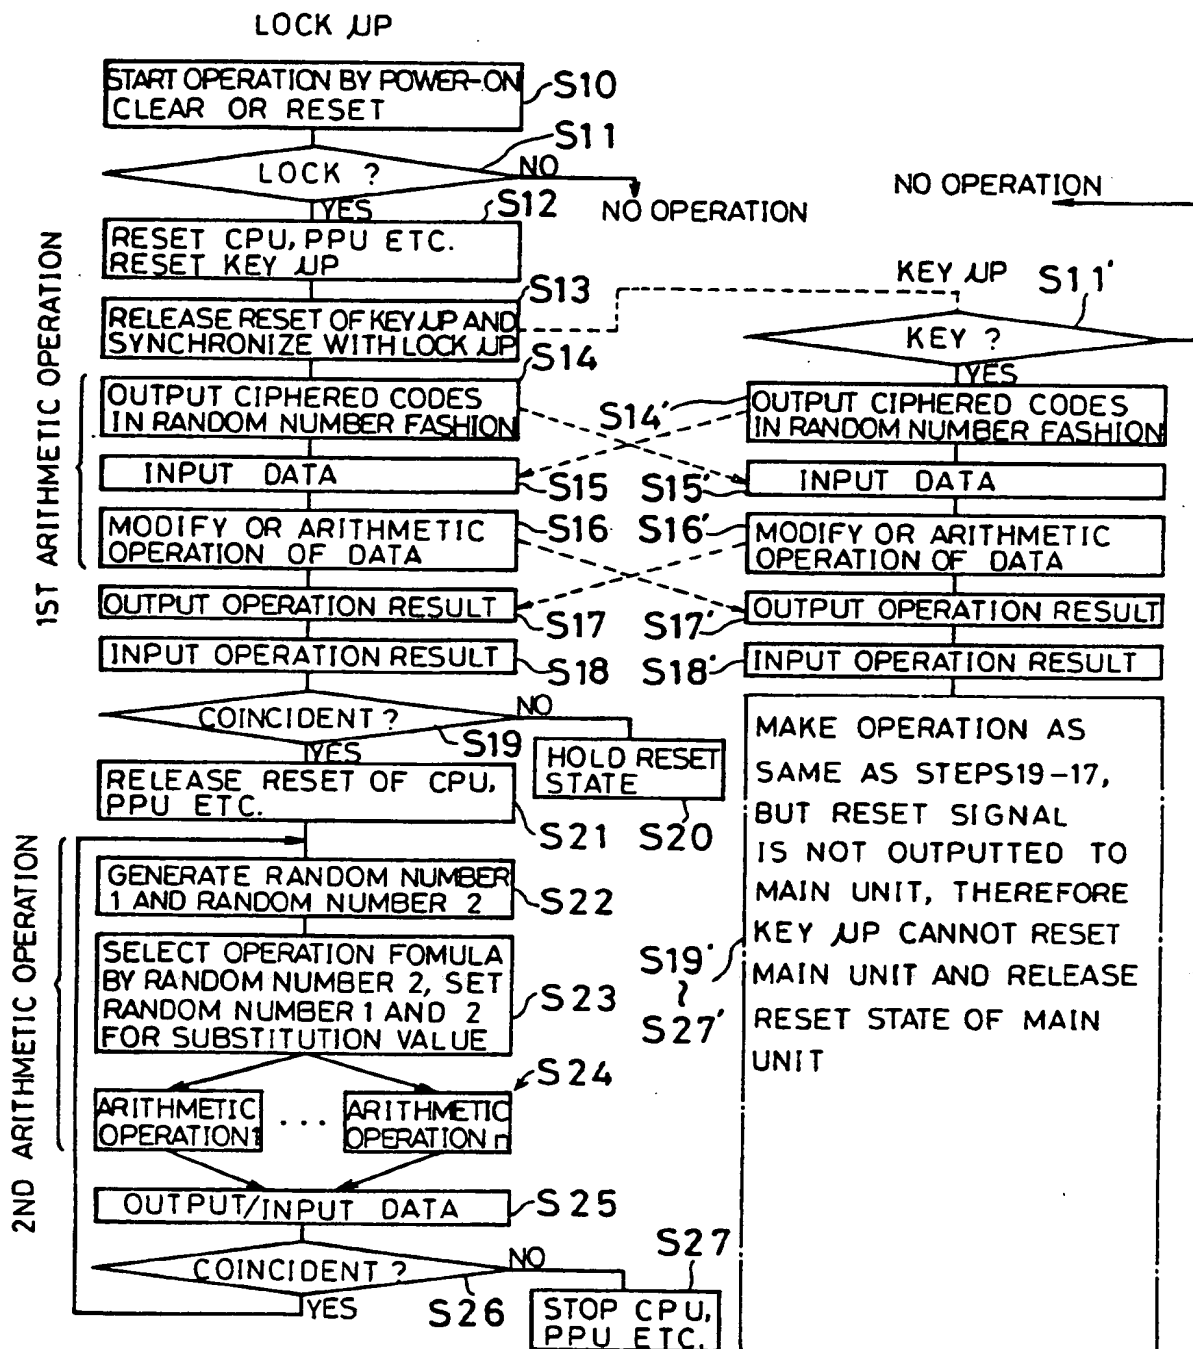 LOCK μP
START OPERATION BY POWER-ON
CLEAR OR RESET
S10
S11
LOCK ?
NO
NO OPERATION
YES
S12
RESET CPU, PPU ETC.
RESET KEY μP
S13
RELEASE RESET OF KEY μP AND
SYNCHRONIZE WITH LOCK μP
1ST ARITHMETIC OPERATION
S14
OUTPUT CIPHERED CODES
IN RANDOM NUMBER FASHION
INPUT DATA
S15
MODIFY OR ARITHMETIC
OPERATION OF DATA
S16
OUTPUT OPERATION RESULT
S17
INPUT OPERATION RESULT
S18
COINCIDENT ?
S19
NO
HOLD RESET
STATE
S20
YES
RELEASE RESET OF CPU,
PPU ETC.
S21
2ND ARITHMETIC OPERATION
GENERATE RANDOM NUMBER
1 AND RANDOM NUMBER 2
S22
SELECT OPERATION FOMULA
BY RANDOM NUMBER 2, SET
RANDOM NUMBER 1 AND 2
FOR SUBSTITUTION VALUE
S23
S24
ARITHMETIC
OPERATION 1
...
ARITHMETIC
OPERATION n
OUTPUT/INPUT DATA
S25
COINCIDENT ?
S26
NO
YES
S27
STOP CPU,
PPU ETC.
NO OPERATION
KEY μP
S11'
KEY ?
YES
S14'
OUTPUT CIPHERED CODES
IN RANDOM NUMBER FASHION
S15'
INPUT DATA
S16'
MODIFY OR ARITHMETIC
OPERATION OF DATA
S17'
OUTPUT OPERATION RESULT
S18'
INPUT OPERATION RESULT
MAKE OPERATION AS
SAME AS STEPS19-17,
BUT RESET SIGNAL
IS NOT OUTPUTTED TO
MAIN UNIT, THEREFORE
KEY μP CANNOT RESET
MAIN UNIT AND RELEASE
RESET STATE OF MAIN
UNIT
S19'
~
S27'